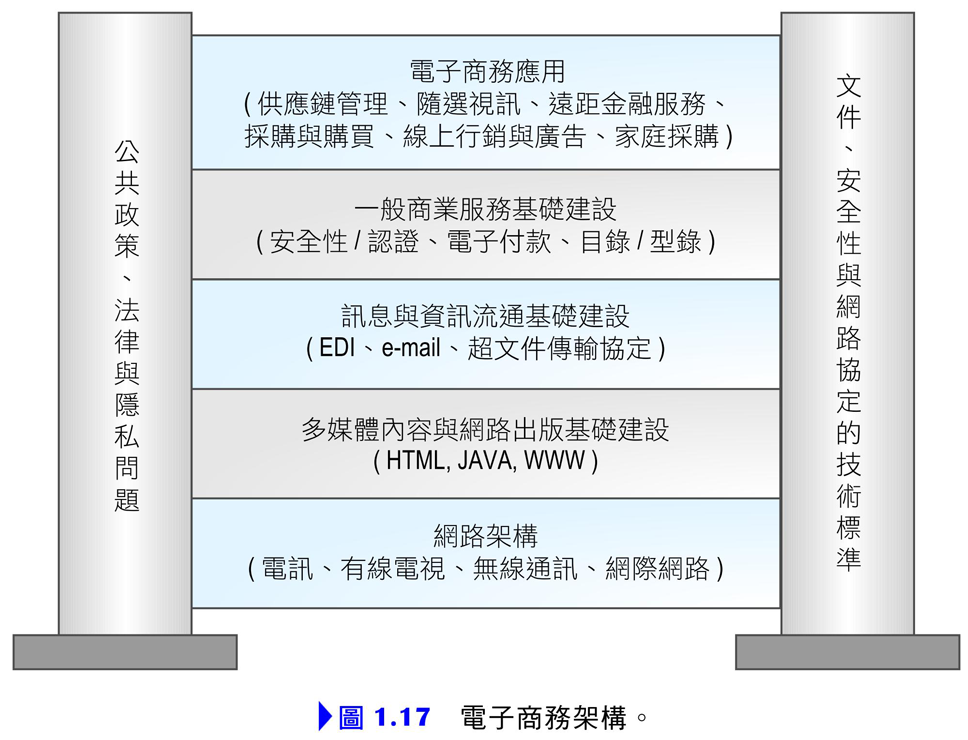 公共政策、法律與隱私問題
電子商務應用
(供應鏈管理、隨選視訊、遠距金融服務、
採購與購買、線上行銷與廣告、家庭採購)
一般商業服務基礎建設
(安全性/認證、電子付款、目錄/型錄)
訊息與資訊流通基礎建設
(EDI、e-mail、超文件傳輸協定)
多媒體內容與網路出版基礎建設
(HTML, JAVA, WWW)
網路架構
(電訊、有線電視、無線通訊、網際網路)
文件、安全性與網路協定的技術標準
圖 1.17 電子商務架構。